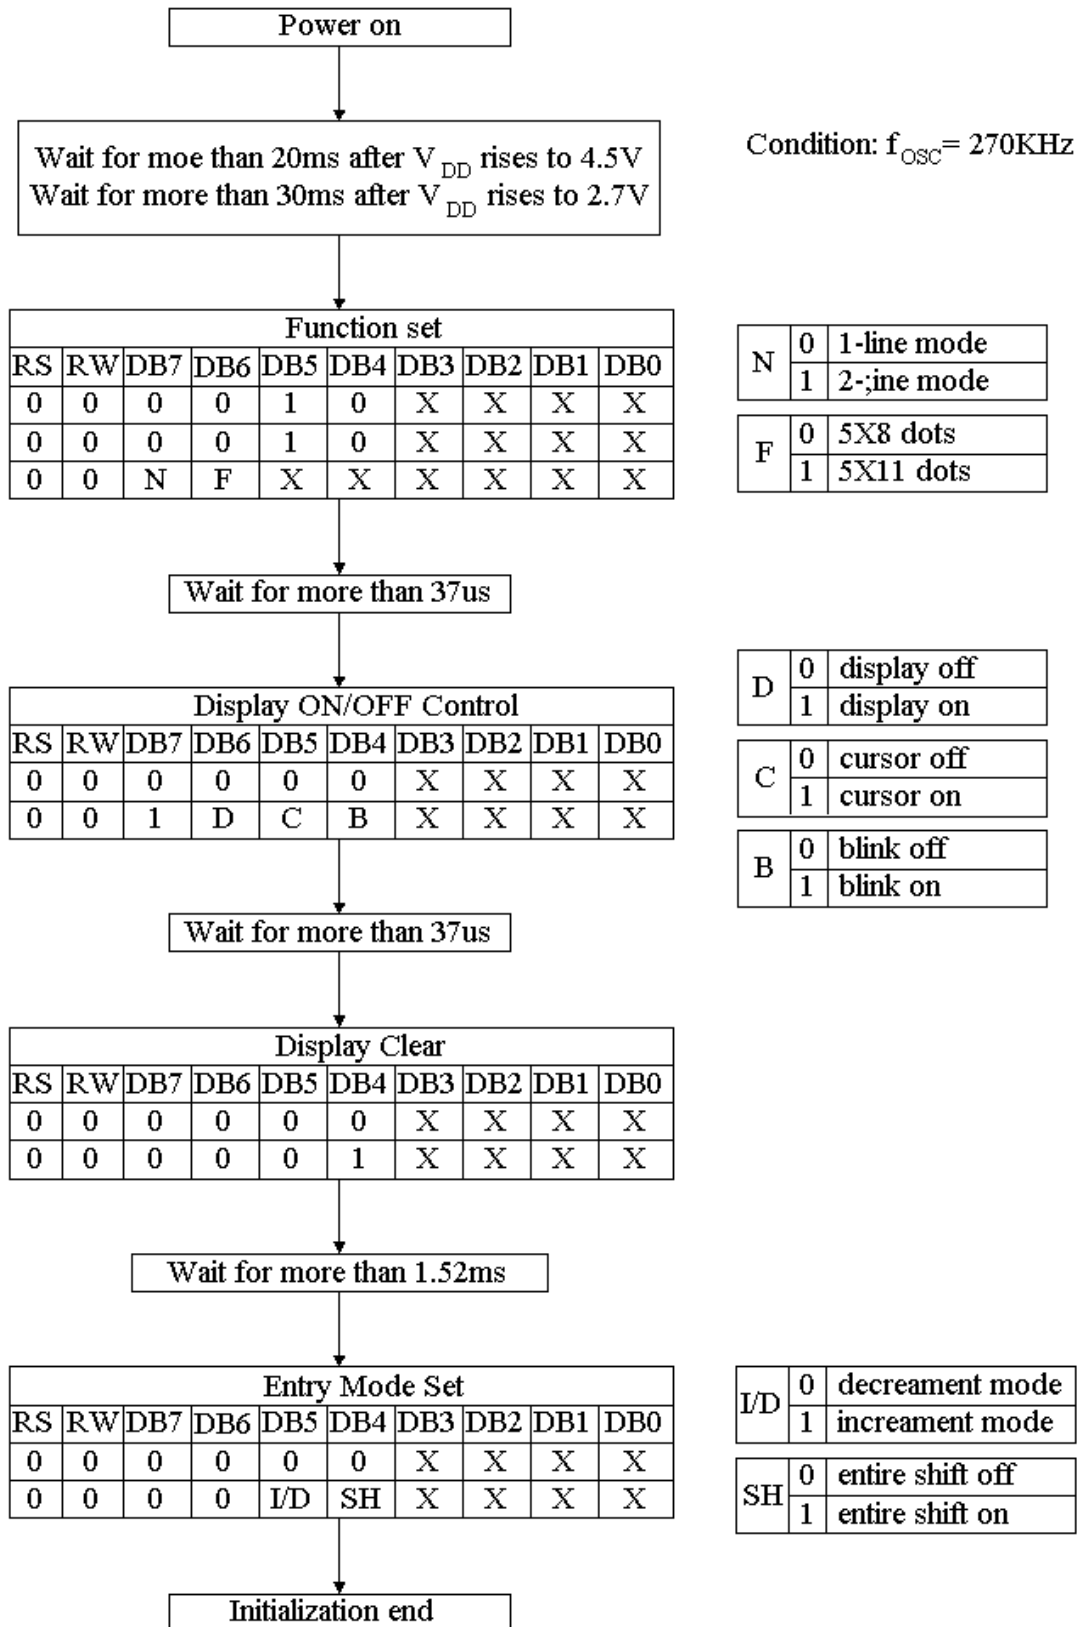 Power on
Wait for moe than 20ms after VDD rises to 4.5V
Wait for more than 30ms after VDD rises to 2.7V
Condition: fOSC= 270KHz
Function set
RS RW DB7 DB6 DB5 DB4 DB3 DB2 DB1 DB0
0 0 0 0 1 0 X X X X
0 0 0 0 1 0 X X X X
0 0 N F X X X X X X
N 0 1-line mode
1 2-;ine mode
F 0 5X8 dots
1 5X11 dots
Wait for more than 37us
Display ON/OFF Control
RS RW DB7 DB6 DB5 DB4 DB3 DB2 DB1 DB0
0 0 0 0 0 0 X X X X
0 0 1 D C B X X X X
D 0 display off
1 display on
C 0 cursor off
1 cursor on
B 0 blink off
1 blink on
Wait for more than 37us
Display Clear
RS RW DB7 DB6 DB5 DB4 DB3 DB2 DB1 DB0
0 0 0 0 0 0 X X X X
0 0 0 0 0 1 X X X X
Wait for more than 1.52ms
Entry Mode Set
RS RW DB7 DB6 DB5 DB4 DB3 DB2 DB1 DB0
0 0 0 0 0 0 X X X X
0 0 0 0 I/D SH X X X X
I/D 0 decreament mode
1 increament mode
SH 0 entire shift off
1 entire shift on
Initialization end